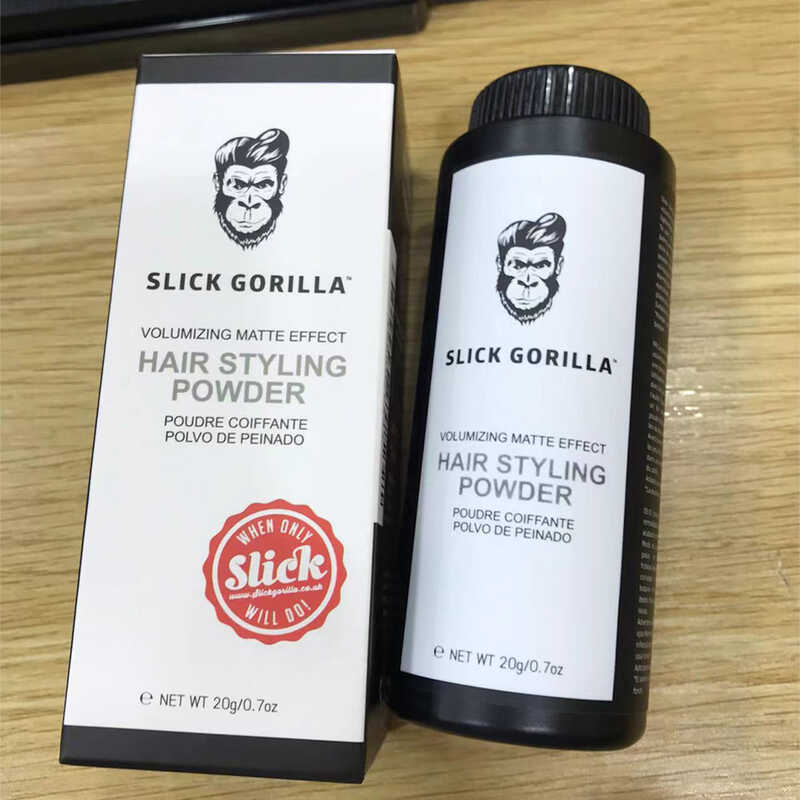 SLICK GORILLA™
VOLUMIZING MATTE EFFECT
HAIR STYLING
POWDER
POUDRE COIFFANTE
POLVO DE PEINADO
WHEN ONLY
Slick
www.slickgorilla.co.uk
WILL DO!
℮ NET WT 20g/0.7oz
SLICK GORILLA™
VOLUMIZING MATTE EFFECT
HAIR STYLING
POWDER
POUDRE COIFFANTE
POLVO DE PEINADO
℮ NET WT 20g/0.7oz